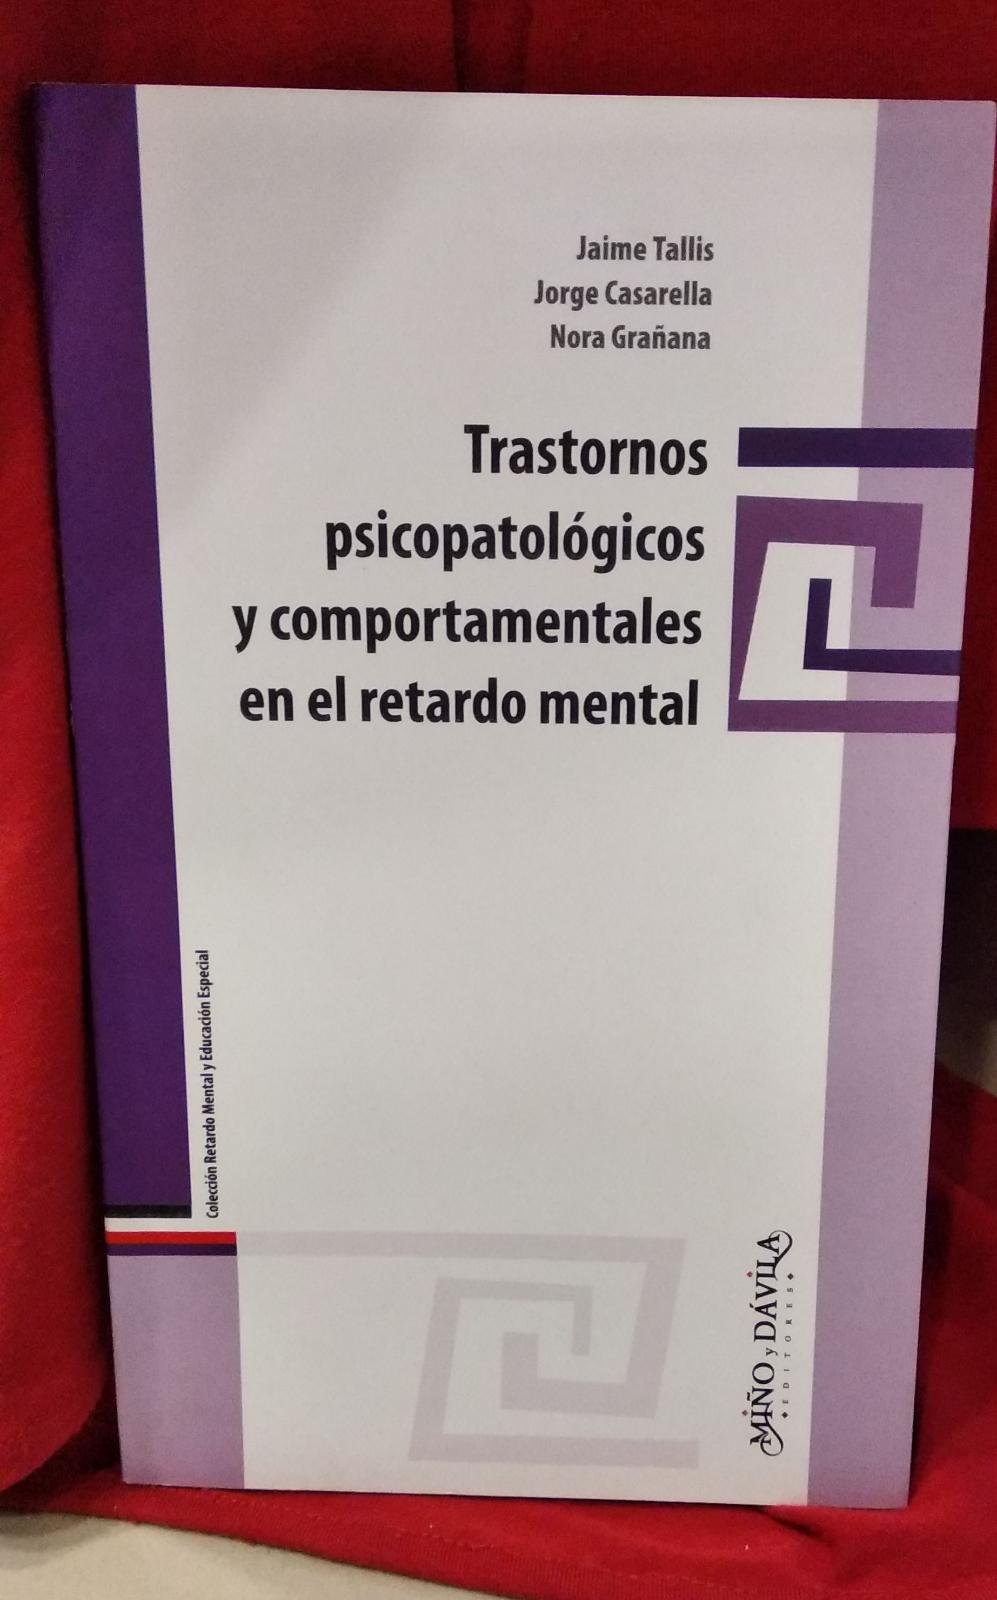 Jaime Tallis
Jorge Casarella
Nora Grañana
Trastornos
psicopatológicos
y comportamentales
en el retardo mental
Colección Retardo Mental y Educación Especial
MIÑO y DÁVILA
EDITORES